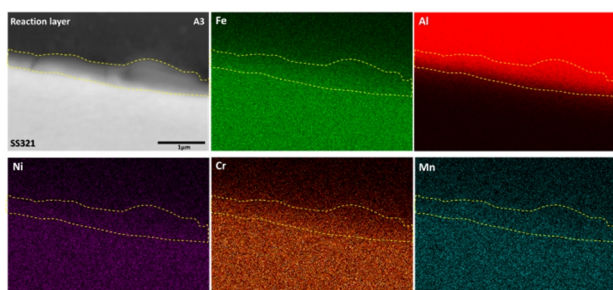 Reaction layer A3
SS321
1μm
Fe
Al
Ni
Cr
Mn